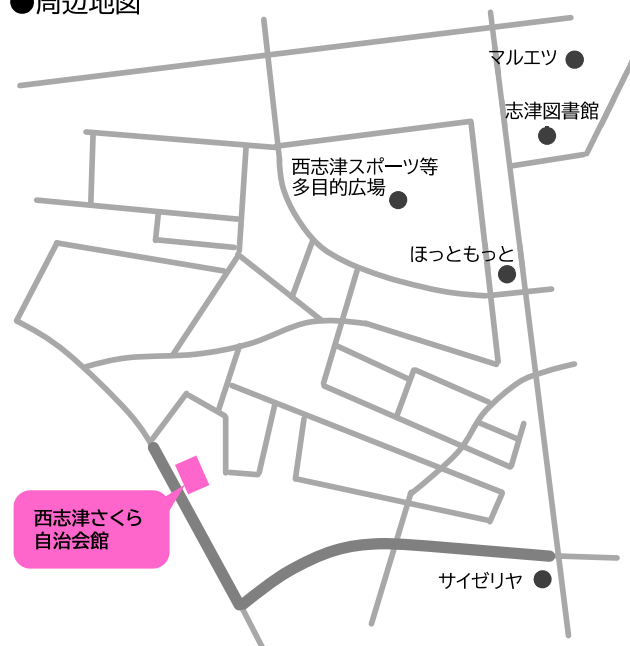 ●周辺地図
マルエツ
志津図書館
西志津スポーツ等
多目的広場
ほっともっと
西志津さくら
自治会館
サイゼリヤ